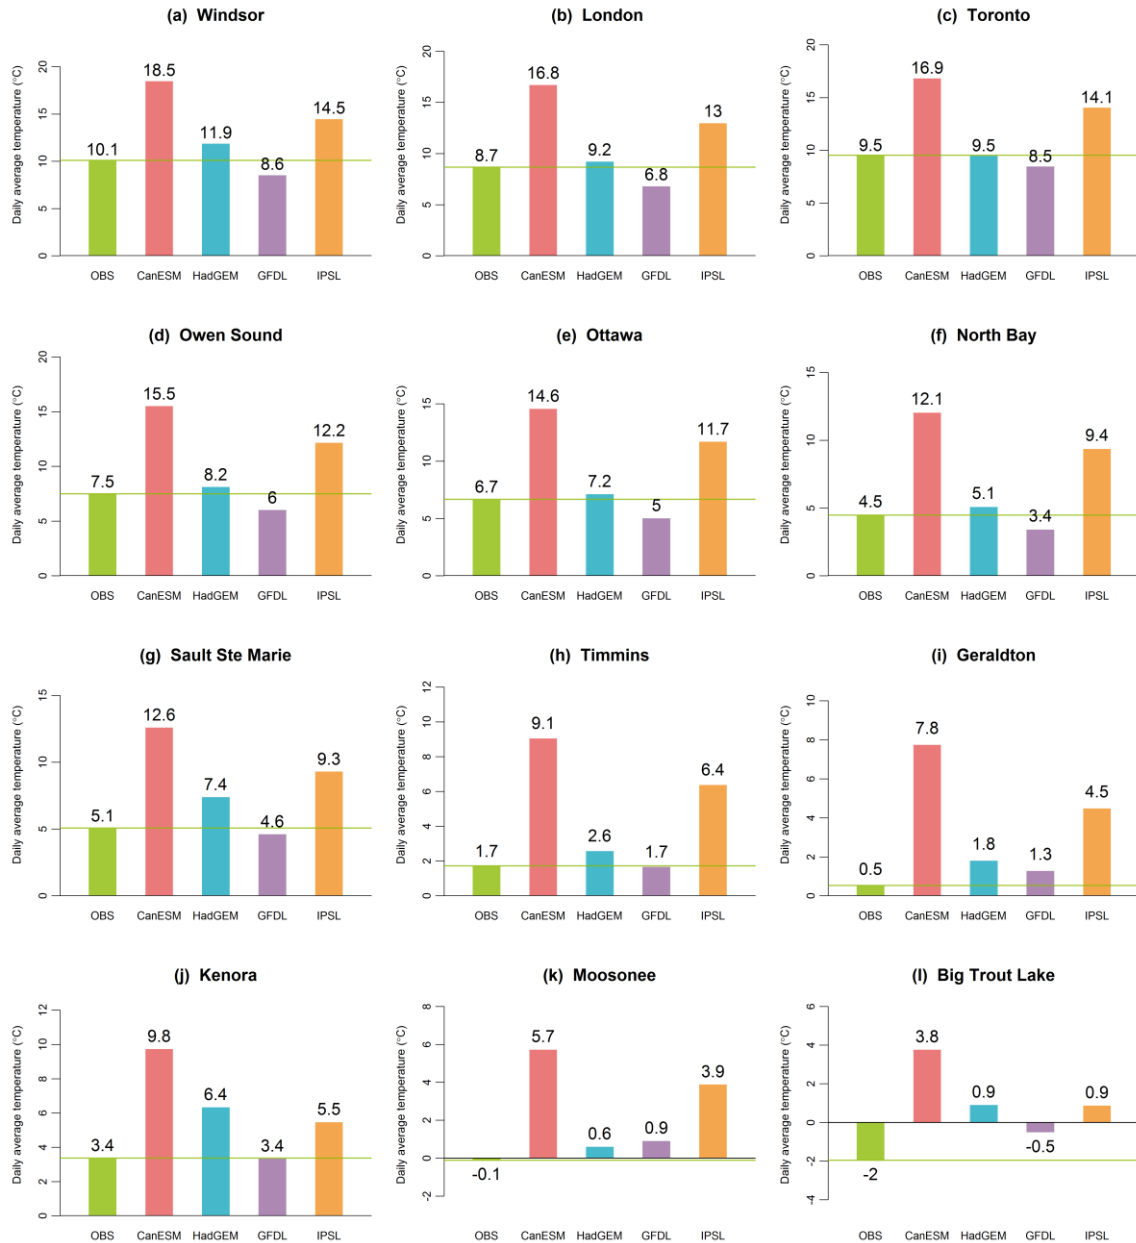 (a) Windsor
Daily average temperature (°C)
0 5 10 15 20
10.1 18.5 11.9 8.6 14.5
OBS CanESM HadGEM GFDL IPSL
(b) London
Daily average temperature (°C)
0 5 10 15 20
8.7 16.8 9.2 6.8 13
OBS CanESM HadGEM GFDL IPSL
(c) Toronto
Daily average temperature (°C)
0 5 10 15 20
9.5 16.9 9.5 8.5 14.1
OBS CanESM HadGEM GFDL IPSL
(d) Owen Sound
Daily average temperature (°C)
0 5 10 15 20
7.5 15.5 8.2 6 12.2
OBS CanESM HadGEM GFDL IPSL
(e) Ottawa
Daily average temperature (°C)
0 5 10 15
6.7 14.6 7.2 5 11.7
OBS CanESM HadGEM GFDL IPSL
(f) North Bay
Daily average temperature (°C)
0 5 10 15
4.5 12.1 5.1 3.4 9.4
OBS CanESM HadGEM GFDL IPSL
(g) Sault Ste Marie
Daily average temperature (°C)
0 5 10 15
5.1 12.6 7.4 4.6 9.3
OBS CanESM HadGEM GFDL IPSL
(h) Timmins
Daily average temperature (°C)
0 2 4 6 8 10 12
1.7 9.1 2.6 1.7 6.4
OBS CanESM HadGEM GFDL IPSL
(i) Geraldton
Daily average temperature (°C)
0 2 4 6 8 10
0.5 7.8 1.8 1.3 4.5
OBS CanESM HadGEM GFDL IPSL
(j) Kenora
Daily average temperature (°C)
0 2 4 6 8 10 12
3.4 9.8 6.4 3.4 5.5
OBS CanESM HadGEM GFDL IPSL
(k) Moosonee
Daily average temperature (°C)
-2 0 2 4 6 8
-0.1 5.7 0.6 0.9 3.9
OBS CanESM HadGEM GFDL IPSL
(l) Big Trout Lake
Daily average temperature (°C)
-4 -2 0 2 4 6
-2 3.8 0.9 -0.5 0.9
OBS CanESM HadGEM GFDL IPSL